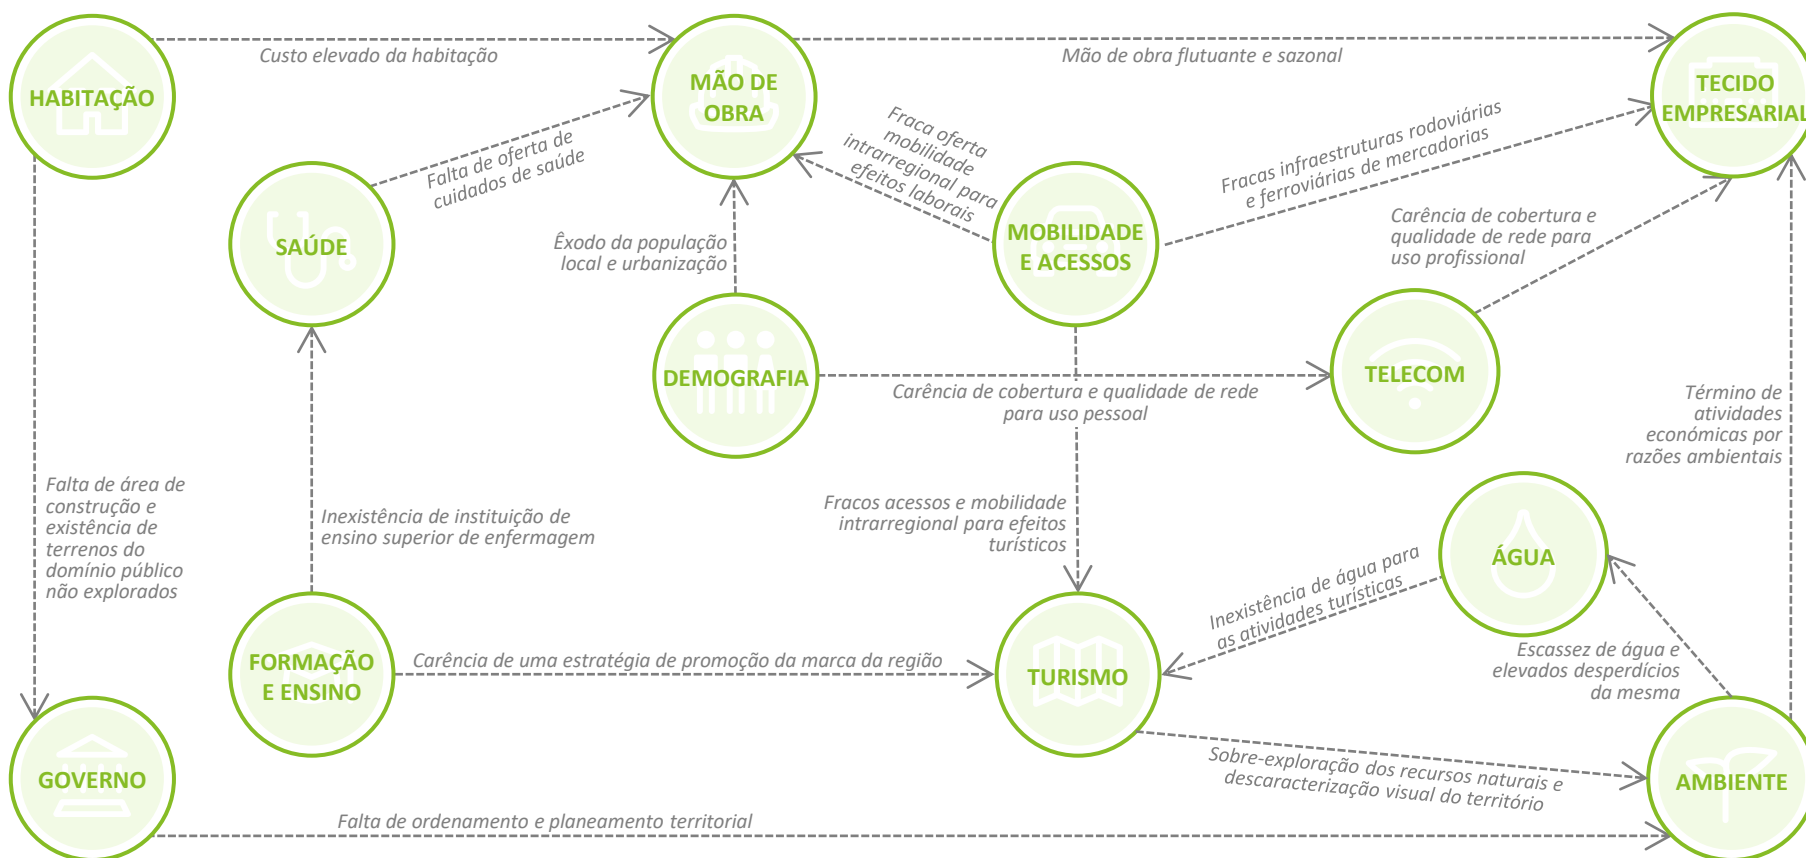 HABITAÇÃO
Custo elevado da habitação
MÃO DE
OBRA
Mão de obra flutuante e sazonal
TECIDO
EMPRESARIAL
Falta de oferta de
cuidados de saúde
Fraca oferta
mobilidade
intrarregional para
efeitos laborais
Fracas infraestruturas rodoviárias
e ferroviárias de mercadorias
SAÚDE
Êxodo da população
local e urbanização
MOBILIDADE
E ACESSOS
Carência de cobertura e
qualidade de rede para
uso profissional
DEMOGRAFIA
Carência de cobertura e qualidade de rede
para uso pessoal
TELECOM
Término de
atividades
económicas por
razões ambientais
Falta de área de
construção e
existência de
terrenos do
domínio público
não explorados
Inexistência de instituição de
ensino superior de enfermagem
Fracos acessos e mobilidade
intrarregional para efeitos
turísticos
Inexistência de água para
as atividades turísticas
ÁGUA
FORMAÇÃO
E ENSINO
Carência de uma estratégia de promoção da marca da região
TURISMO
Escassez de água e
elevados desperdícios
da mesma
GOVERNO
Sobre-exploração dos recursos naturais e
descaracterização visual do território
AMBIENTE
Falta de ordenamento e planeamento territorial